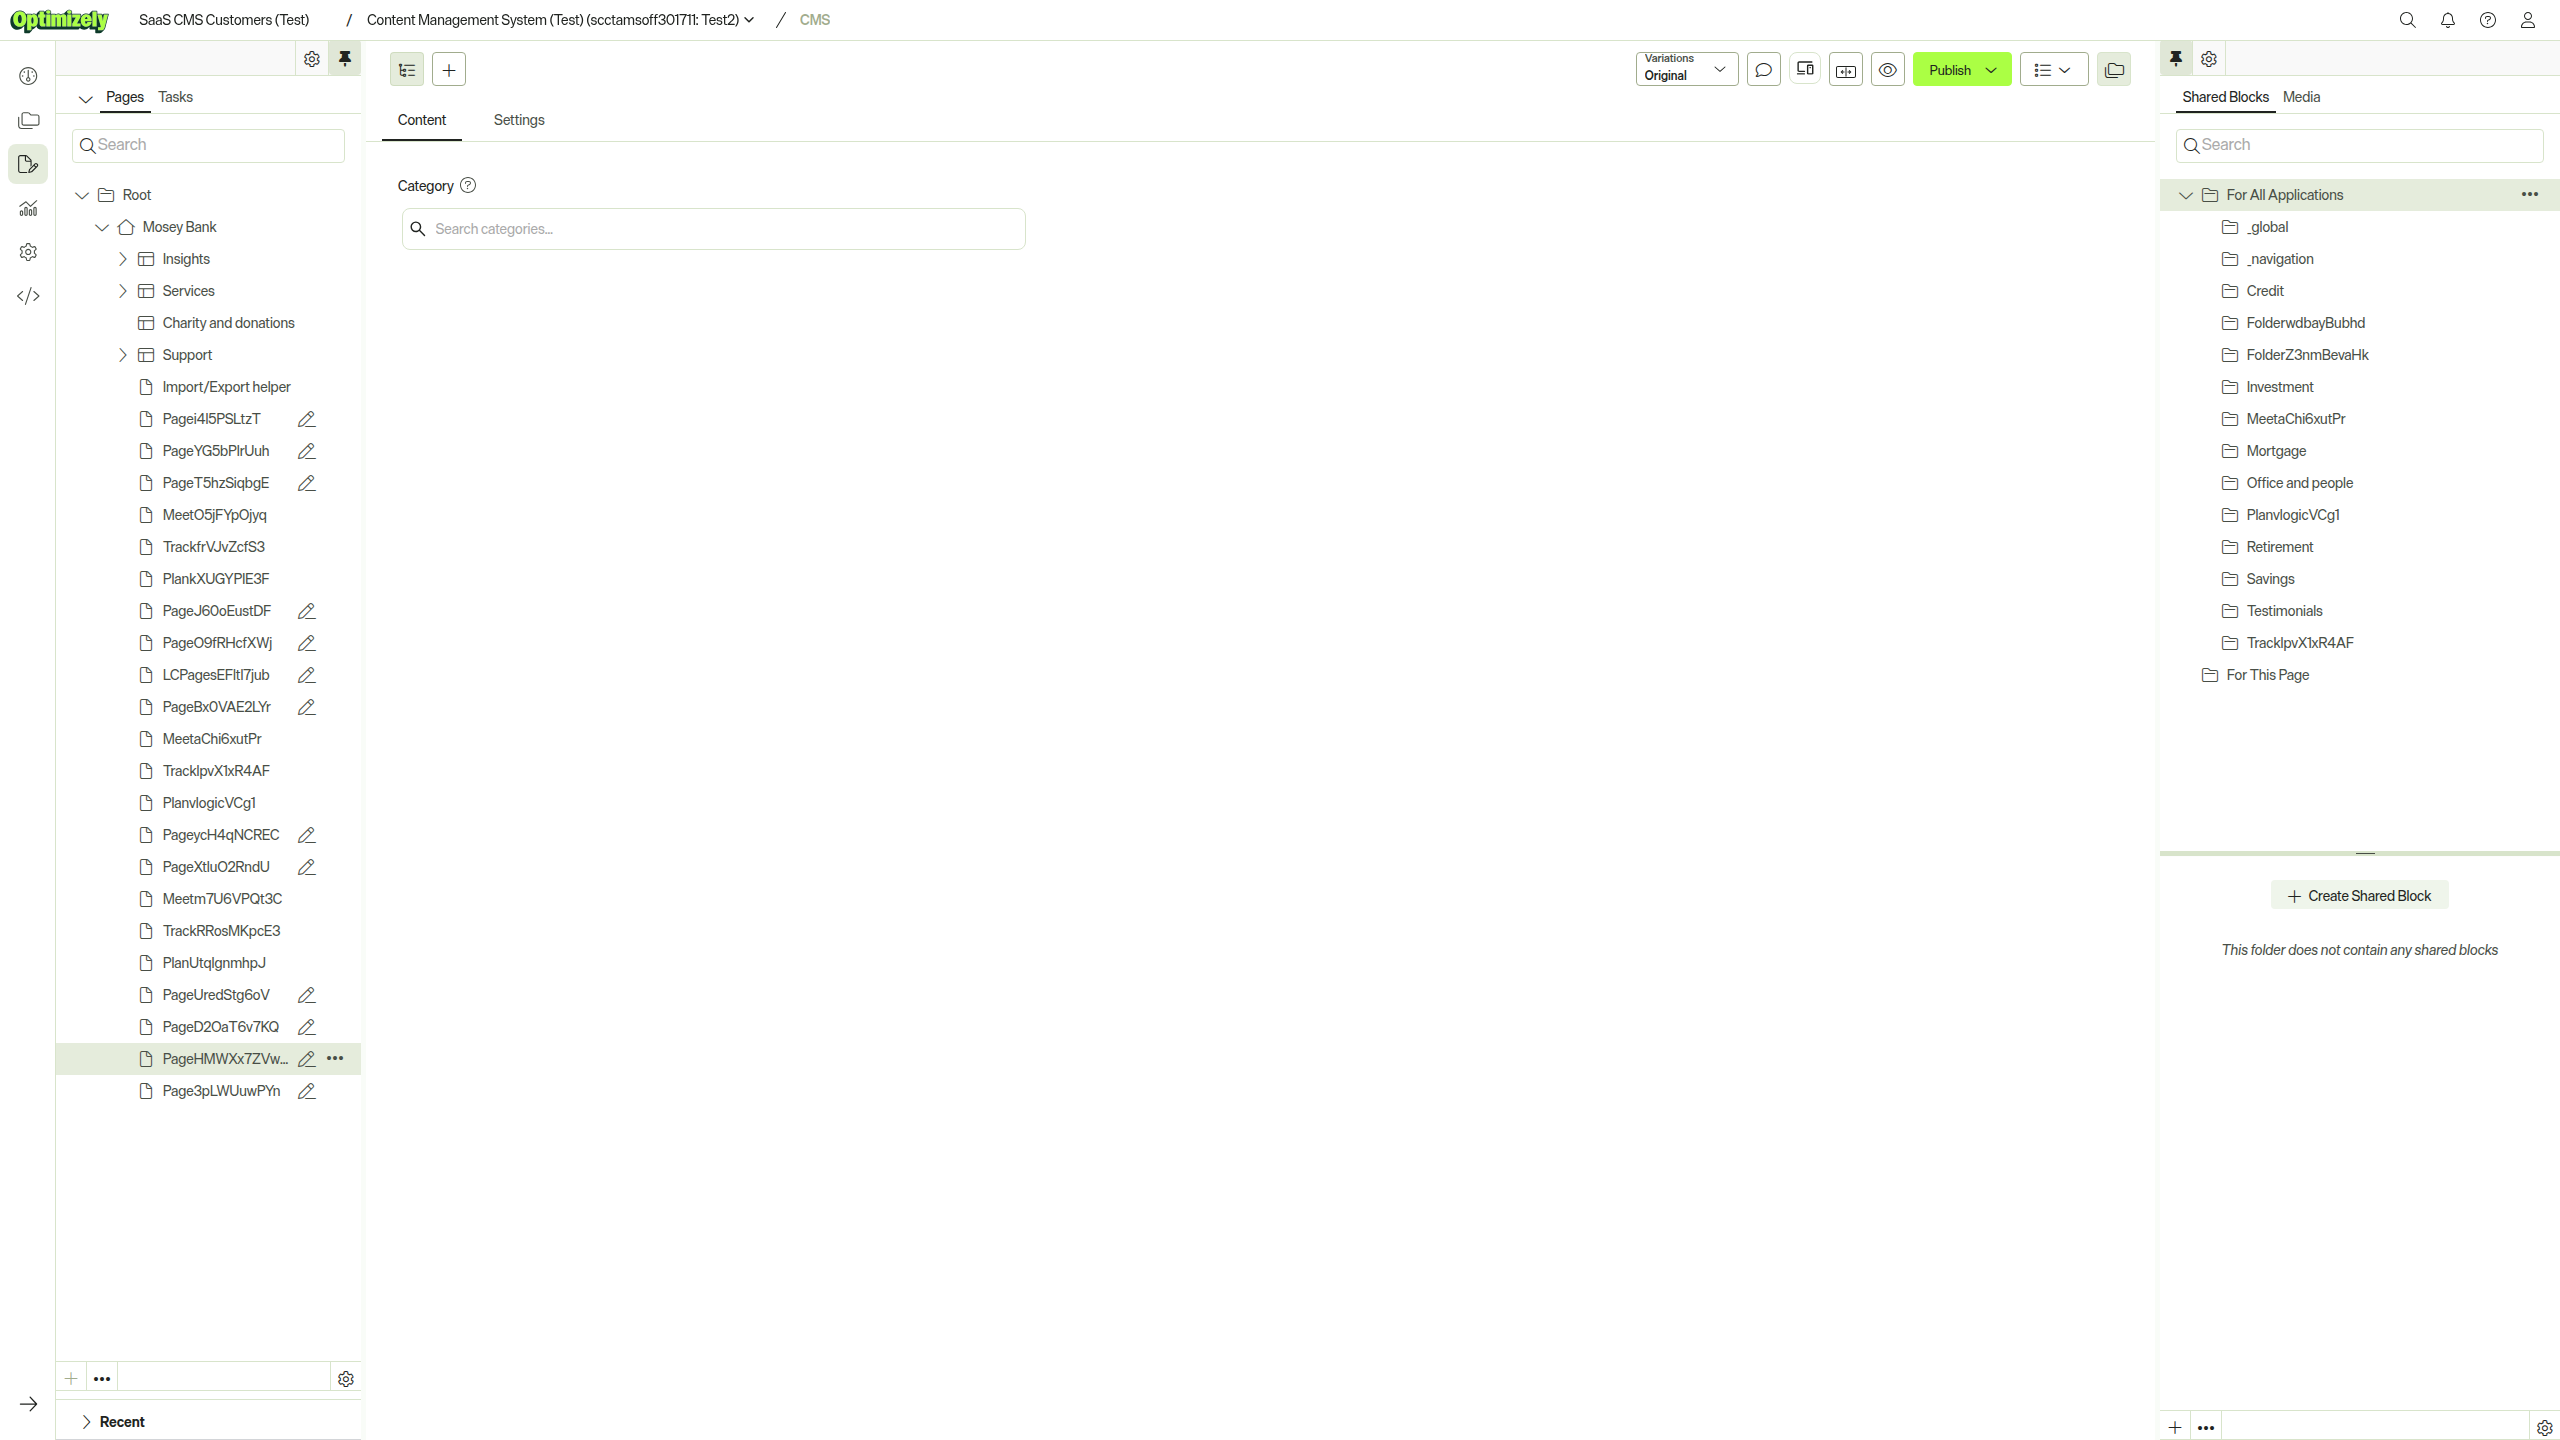 Optimizely
SaaS CMS Customers (Test) / Content Management System (Test) (scctamsoff301711: Test2) / CMS
Pages Tasks
Search
Root
Mosey Bank
Insights
Services
Charity and donations
Support
Import/Export helper
Pagei4l5PSLtzT
PageYG5bPlrUuh
PageT5hzSiqbgE
MeetO5jFYpOjyq
TrackfrVJvZcfS3
PlankXUGYPlE3F
PageJ60oEustDF
PageO9fRHcfXWj
LCPagesEFltI7jub
PageBx0VAE2LYr
MeetaChi6xutPr
TrackIpvX1xR4AF
PlanvlogicVCg1
PageycH4qNCREC
PageXtluO2RndU
Meetm7U6VPQt3C
TrackRRosMKpcE3
PlanUtqIgnmhpJ
PageUredStg6oV
PageD2OaT6v7KQ
PageHMWXx7ZVw...
Page3pLWUuwPYn
Recent
Variations
Original
Publish
Content Settings
Category
Search categories...
Shared Blocks Media
Search
For All Applications
_global
_navigation
Credit
FolderwdbayBubhd
FolderZ3nmBevaHk
Investment
MeetaChi6xutPr
Mortgage
Office and people
PlanvlogicVCg1
Retirement
Savings
Testimonials
TrackIpvX1xR4AF
For This Page
Create Shared Block
This folder does not contain any shared blocks